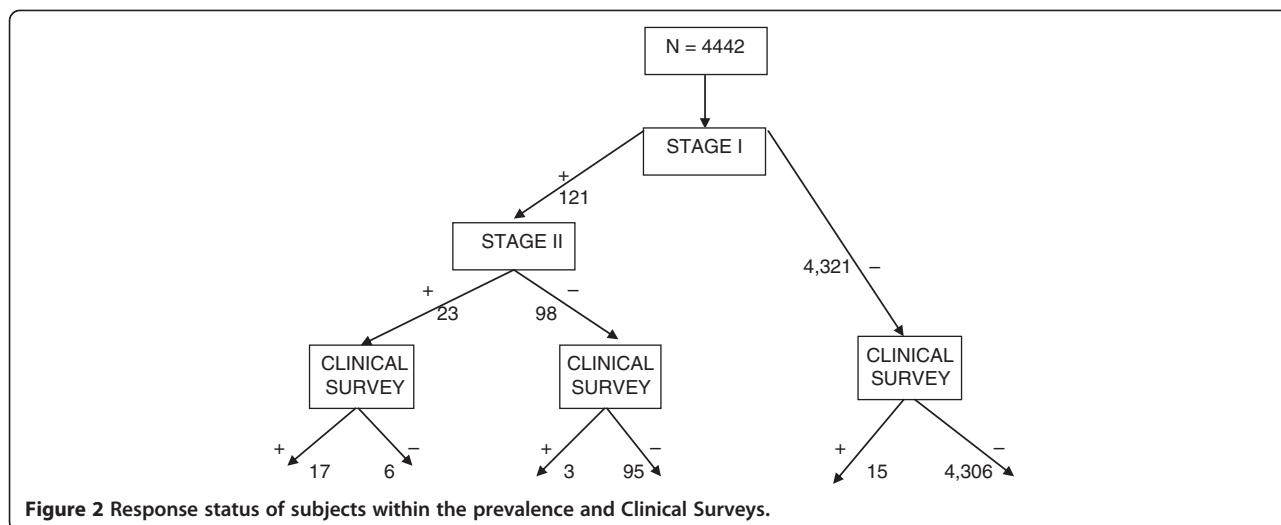 N = 4442
STAGE I
+
121
STAGE II
4,321 –
+ –
23 98
CLINICAL
SURVEY
CLINICAL
SURVEY
CLINICAL
SURVEY
+ –
17 6
+ –
3 95
+ –
15 4,306
Figure 2 Response status of subjects within the prevalence and Clinical Surveys.